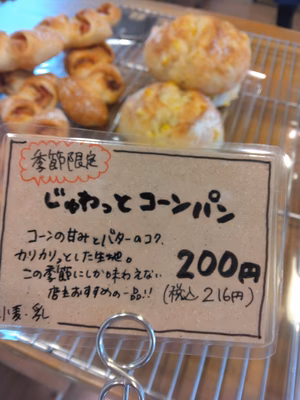 季節限定
じゅわっとコーンパン
コーンの甘みとバターのコク、
カリカリッとした生地。
この季節にしか味わえない
店主おすすめの一品!!
200円
(税込216円)
小麦・乳